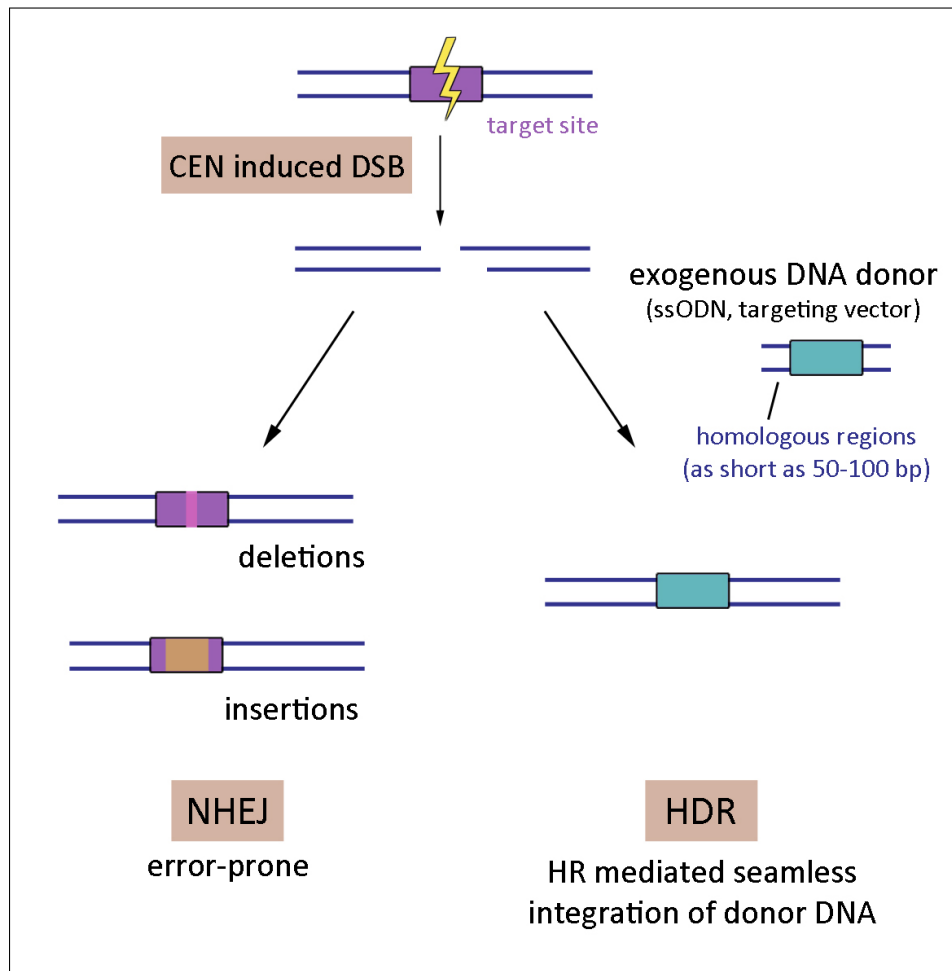 target site
CEN induced DSB
exogenous DNA donor
(ssODN, targeting vector)
homologous regions
(as short as 50-100 bp)
deletions
insertions
NHEJ
error-prone
HDR
HR mediated seamless
integration of donor DNA